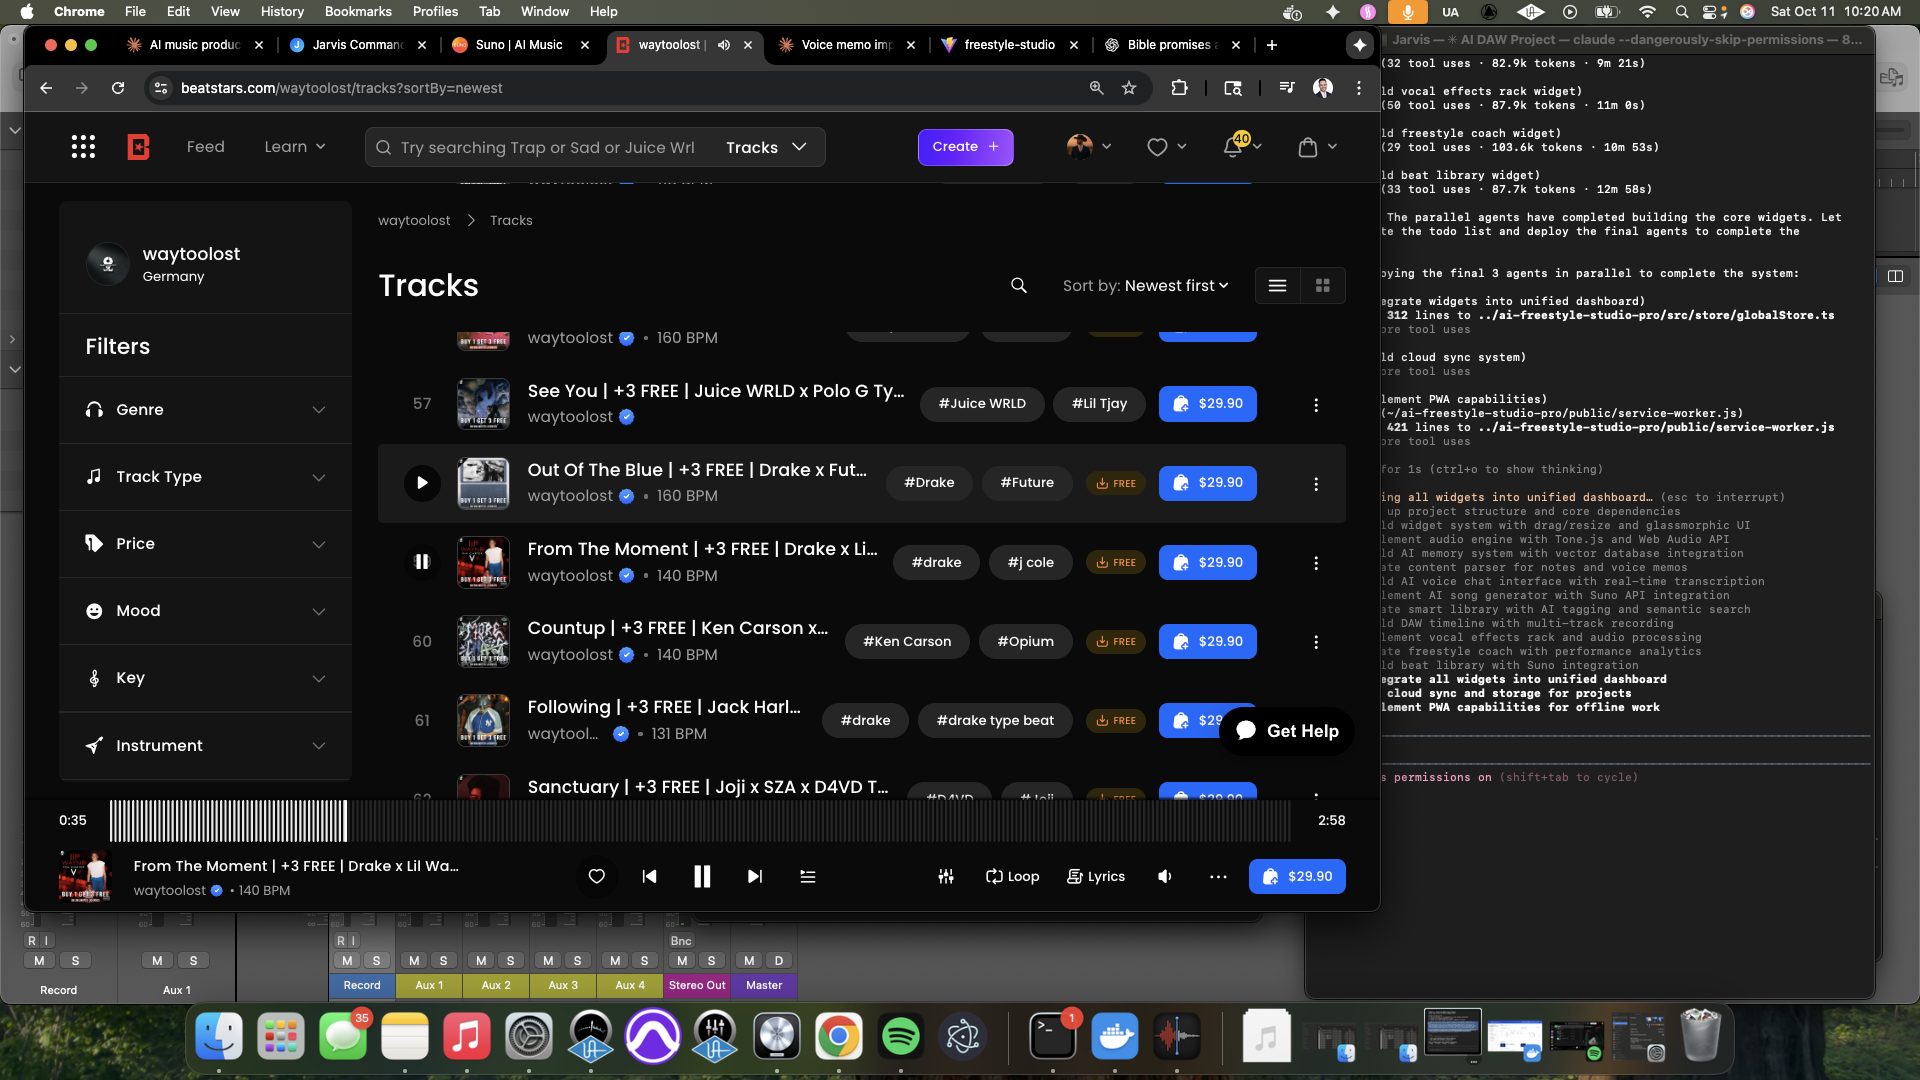 Chrome File Edit View History Bookmarks Profiles Tab Window Help
UA
Sat Oct 11 10:20 AM
AI music produc
Jarvis Comman
Suno | AI Music
waytoolost |
Voice memo imp
freestyle-studio
Bible promises a
beatstars.com/waytoolost/tracks?sortBy=newest
Feed
Learn
Try searching Trap or Sad or Juice Wrl
Tracks
Create +
40
waytoolost
Germany
Filters
Genre
Track Type
Price
Mood
Key
Instrument
waytoolost > Tracks
Tracks
Sort by: Newest first
waytoolost • 160 BPM
57
See You | +3 FREE | Juice WRLD x Polo G Ty...
waytoolost
#Juice WRLD
#Lil Tjay
$29.90
Out Of The Blue | +3 FREE | Drake x Fut...
waytoolost • 160 BPM
#Drake
#Future
FREE
$29.90
From The Moment | +3 FREE | Drake x Li...
waytoolost • 140 BPM
#drake
#j cole
FREE
$29.90
60
Countup | +3 FREE | Ken Carson x...
waytoolost • 140 BPM
#Ken Carson
#Opium
FREE
$29.90
61
Following | +3 FREE | Jack Harl...
waytool... • 131 BPM
#drake
#drake type beat
FREE
$29
Get Help
Sanctuary | +3 FREE | Joji x SZA x D4VD T...
#D4VD
#Joji
FREE
$29.90
0:35
2:58
From The Moment | +3 FREE | Drake x Lil Wa...
waytoolost • 140 BPM
Loop
Lyrics
$29.90
Jarvis — ✳ AI DAW Project — claude --dangerously-skip-permissions — 8...
(32 tool uses · 82.9k tokens · 9m 21s)
ld vocal effects rack widget)
(50 tool uses · 87.9k tokens · 11m 0s)
ld freestyle coach widget)
(29 tool uses · 103.6k tokens · 10m 53s)
ld beat library widget)
(33 tool uses · 87.7k tokens · 12m 58s)
The parallel agents have completed building the core widgets. Let
te the todo list and deploy the final agents to complete the
oying the final 3 agents in parallel to complete the system:
egrate widgets into unified dashboard)
312 lines to ../ai-freestyle-studio-pro/src/store/globalStore.ts
ore tool uses
ld cloud sync system)
ore tool uses
lement PWA capabilities)
(~/ai-freestyle-studio-pro/public/service-worker.js)
421 lines to ../ai-freestyle-studio-pro/public/service-worker.js
ore tool uses
for 1s (ctrl+o to show thinking)
ing all widgets into unified dashboard… (esc to interrupt)
up project structure and core dependencies
ld widget system with drag/resize and glassmorphic UI
lement audio engine with Tone.js and Web Audio API
ld AI memory system with vector database integration
ate content parser for notes and voice memos
ld AI voice chat interface with real-time transcription
lement AI song generator with Suno API integration
ate smart library with AI tagging and semantic search
ld DAW timeline with multi-track recording
lement vocal effects rack and audio processing
ate freestyle coach with performance analytics
ld beat library with Suno integration
egrate all widgets into unified dashboard
cloud sync and storage for projects
lement PWA capabilities for offline work
s permissions on (shift+tab to cycle)
R I
R I
Bnc
M S
M S
M S
M S
M S
M S
M S
M S
M D
Record
Aux 1
Record
Aux 1
Aux 2
Aux 3
Aux 4
Stereo Out
Master
35
1